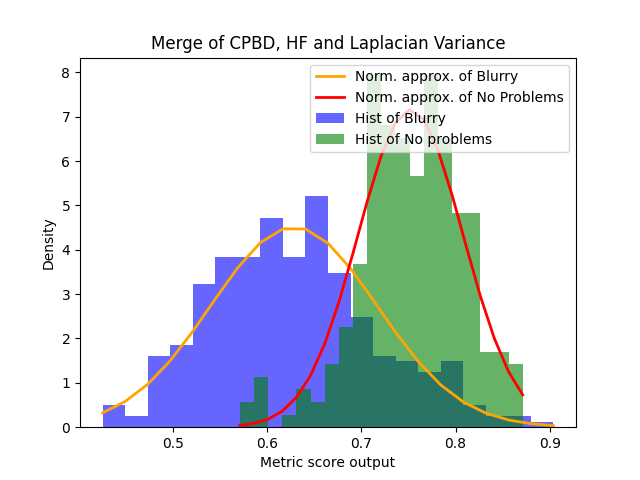 Merge of CPBD, HF and Laplacian Variance
Norm. approx. of Blurry
Norm. approx. of No Problems
Hist of Blurry
Hist of No problems
Density
8
7
6
5
4
3
2
1
0
0.5 0.6 0.7 0.8 0.9
Metric score output